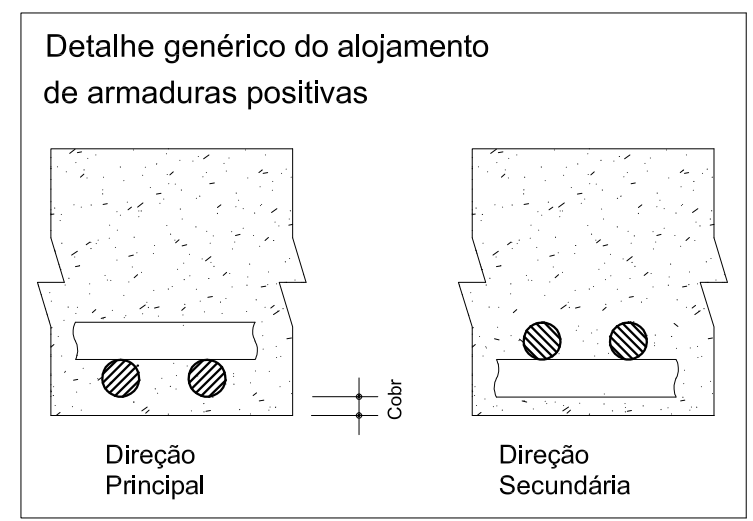 Detalhe genérico do alojamento
de armaduras positivas
Cobr
Direção
Principal
Direção
Secundária